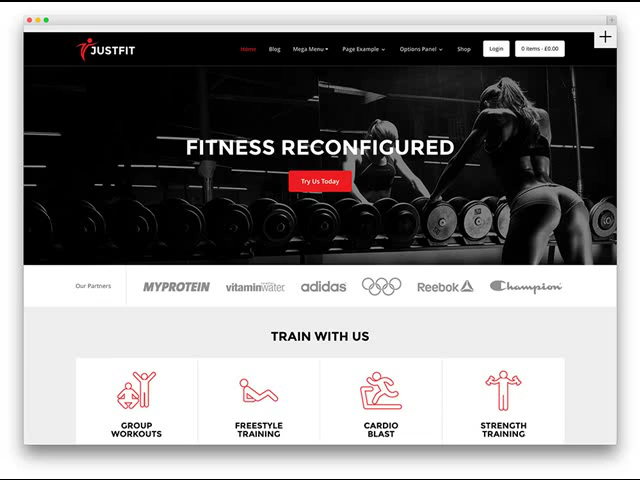 JUSTFIT
Home Blog Mega Menu Page Example Options Panel Shop Login 0 items - £0.00
FITNESS RECONFIGURED
Try Us Today
Our Partners MYPROTEIN vitaminwater adidas Reebok Champion
TRAIN WITH US
GROUP
WORKOUTS
FREESTYLE
TRAINING
CARDIO
BLAST
STRENGTH
TRAINING